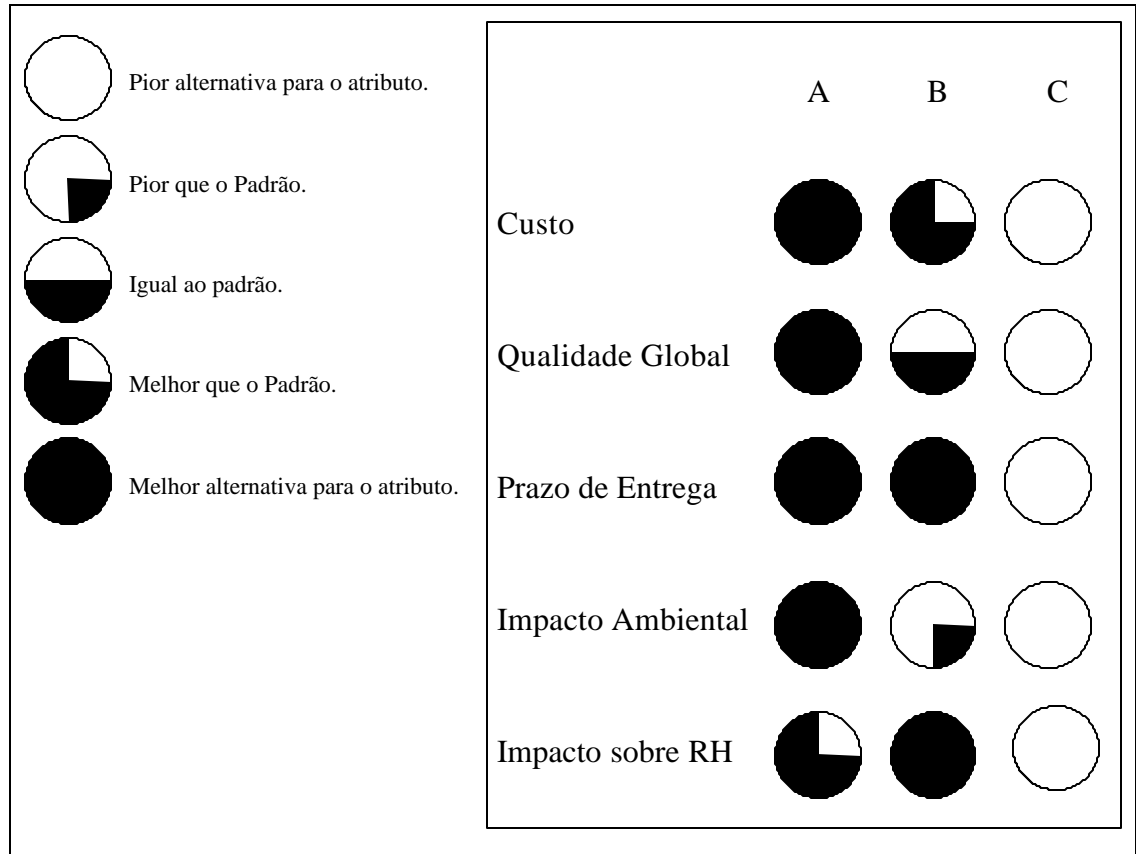 Pior alternativa para o atributo.
Pior que o Padrão.
Igual ao padrão.
Melhor que o Padrão.
Melhor alternativa para o atributo.
A B C
Custo
Qualidade Global
Prazo de Entrega
Impacto Ambiental
Impacto sobre RH